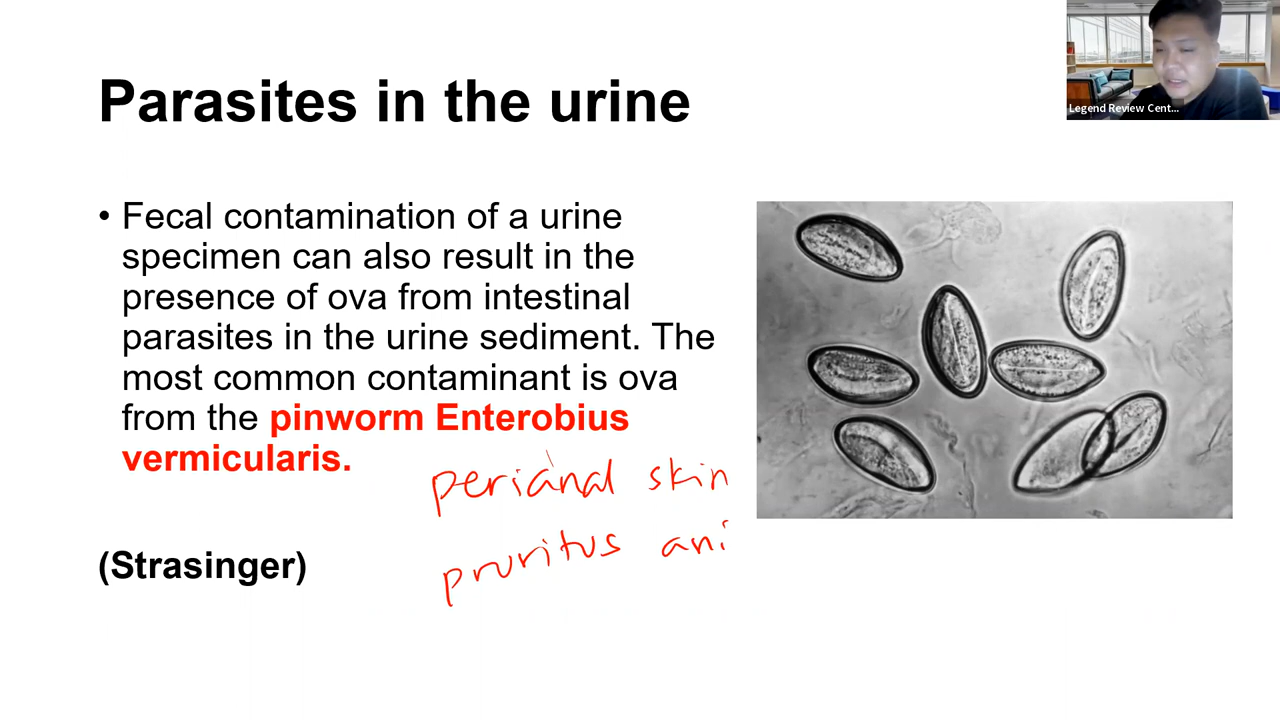 Parasites in the urine
Legend Review Cent...
• Fecal contamination of a urine
specimen can also result in the
presence of ova from intestinal
parasites in the urine sediment. The
most common contaminant is ova
from the pinworm Enterobius
vermicularis.
perianal skin
pruritus ani
(Strasinger)